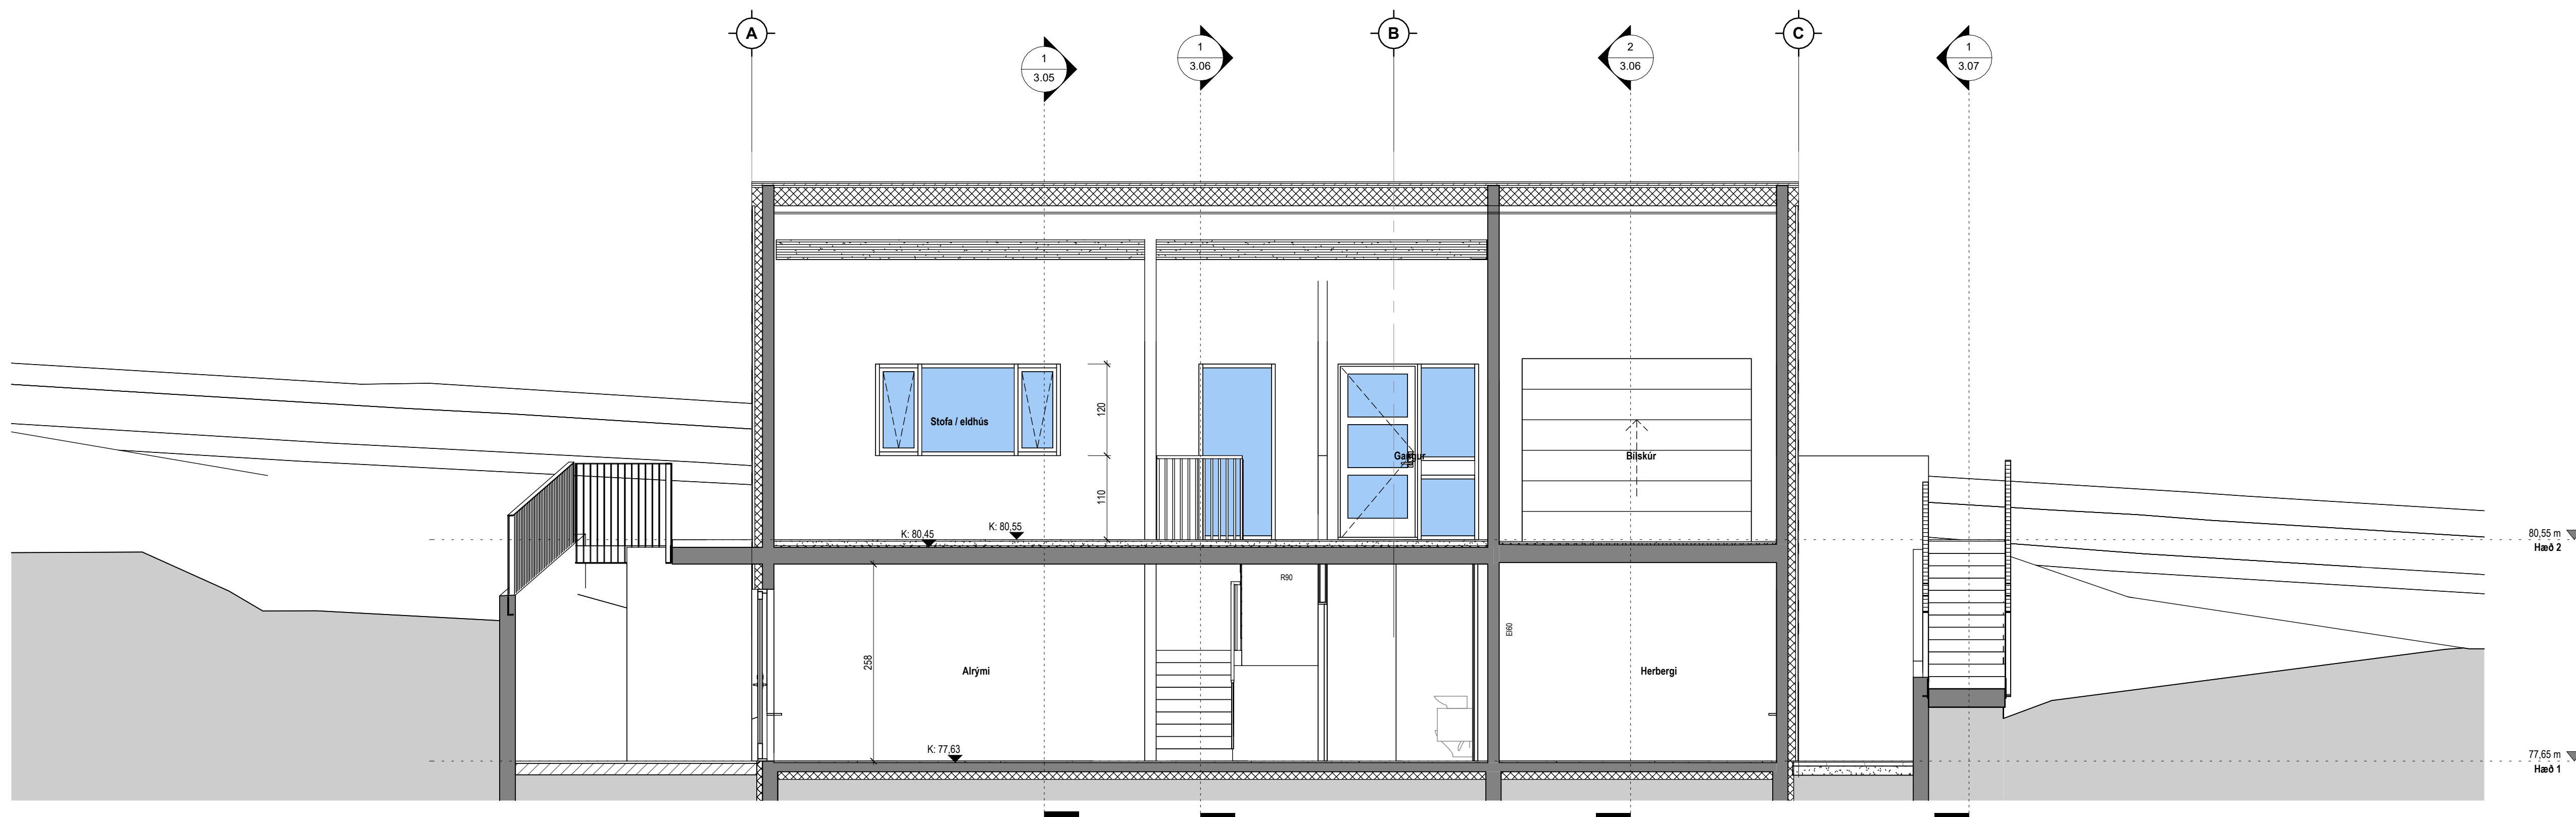 A
B
C
1
3.05
1
3.06
2
3.06
1
3.07
120
Stofa / eldhús
Gangur
Bílskúr
110
K: 80,45
K: 80,55
80,55 m
Hæð 2
R90
EI60
258
Alrými
Herbergi
K: 77,63
77,65 m
Hæð 1